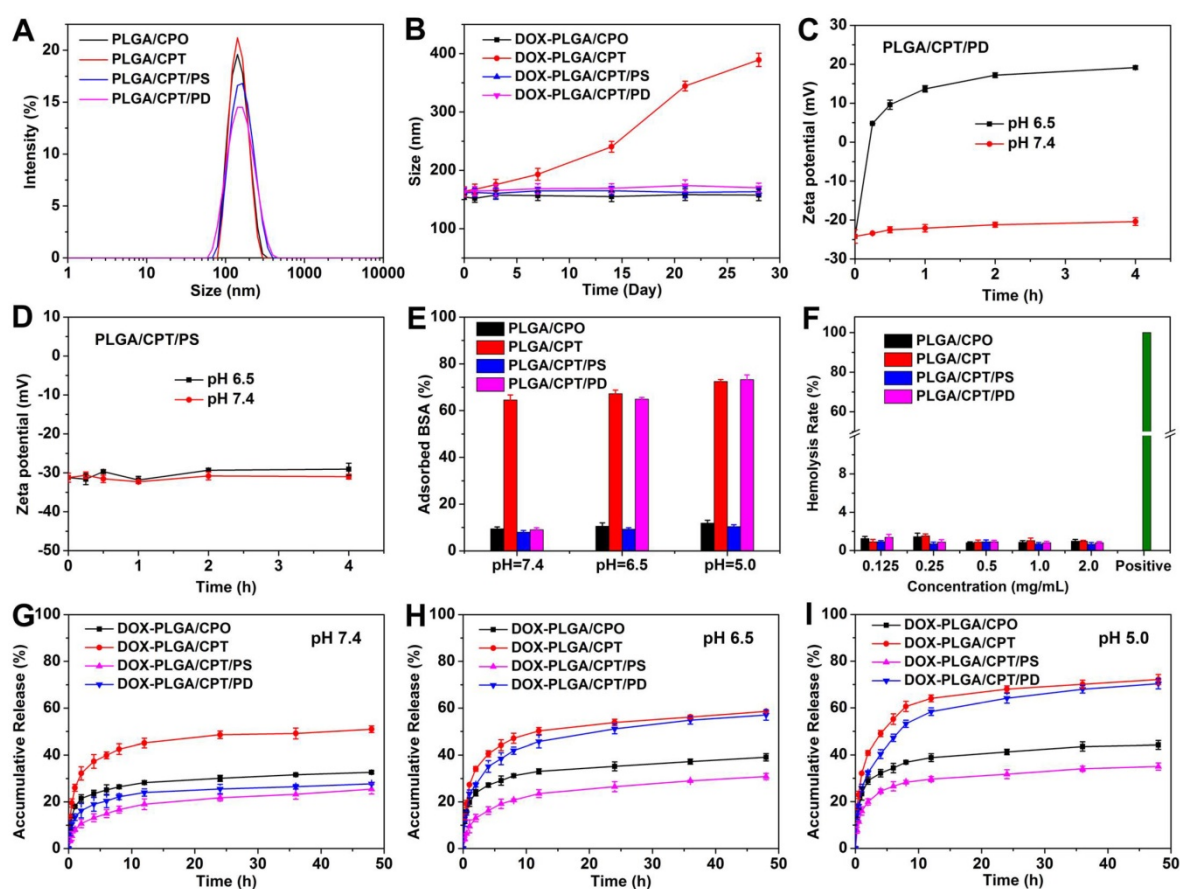 A
PLGA/CPO
PLGA/CPT
PLGA/CPT/PS
PLGA/CPT/PD
Intensity (%)
20
15
10
5
0
1
10
100
1000
10000
Size (nm)
B
DOX-PLGA/CPO
DOX-PLGA/CPT
DOX-PLGA/CPT/PS
DOX-PLGA/CPT/PD
Size (nm)
400
300
200
100
0
5
10
15
20
25
30
Time (Day)
C
PLGA/CPT/PD
pH 6.5
pH 7.4
Zeta potential (mV)
30
20
10
0
-10
-20
-30
0
1
2
3
4
Time (h)
D
PLGA/CPT/PS
pH 6.5
pH 7.4
Zeta potential (mV)
10
0
-10
-20
-30
-40
-50
0
1
2
3
4
Time (h)
E
PLGA/CPO
PLGA/CPT
PLGA/CPT/PS
PLGA/CPT/PD
Adsorbed BSA (%)
100
80
60
40
20
0
pH=7.4
pH=6.5
pH=5.0
F
PLGA/CPO
PLGA/CPT
PLGA/CPT/PS
PLGA/CPT/PD
Hemolysis Rate (%)
100
80
60
8
4
0
0.125
0.25
0.5
1.0
2.0
Positive
Concentration (mg/mL)
G
DOX-PLGA/CPO
DOX-PLGA/CPT
DOX-PLGA/CPT/PS
DOX-PLGA/CPT/PD
pH 7.4
Accumulative Release (%)
100
80
60
40
20
0
0
10
20
30
40
50
Time (h)
H
DOX-PLGA/CPO
DOX-PLGA/CPT
DOX-PLGA/CPT/PS
DOX-PLGA/CPT/PD
pH 6.5
Accumulative Release (%)
100
80
60
40
20
0
0
10
20
30
40
50
Time (h)
I
DOX-PLGA/CPO
DOX-PLGA/CPT
DOX-PLGA/CPT/PS
DOX-PLGA/CPT/PD
pH 5.0
Accumulative Release (%)
100
80
60
40
20
0
0
10
20
30
40
50
Time (h)